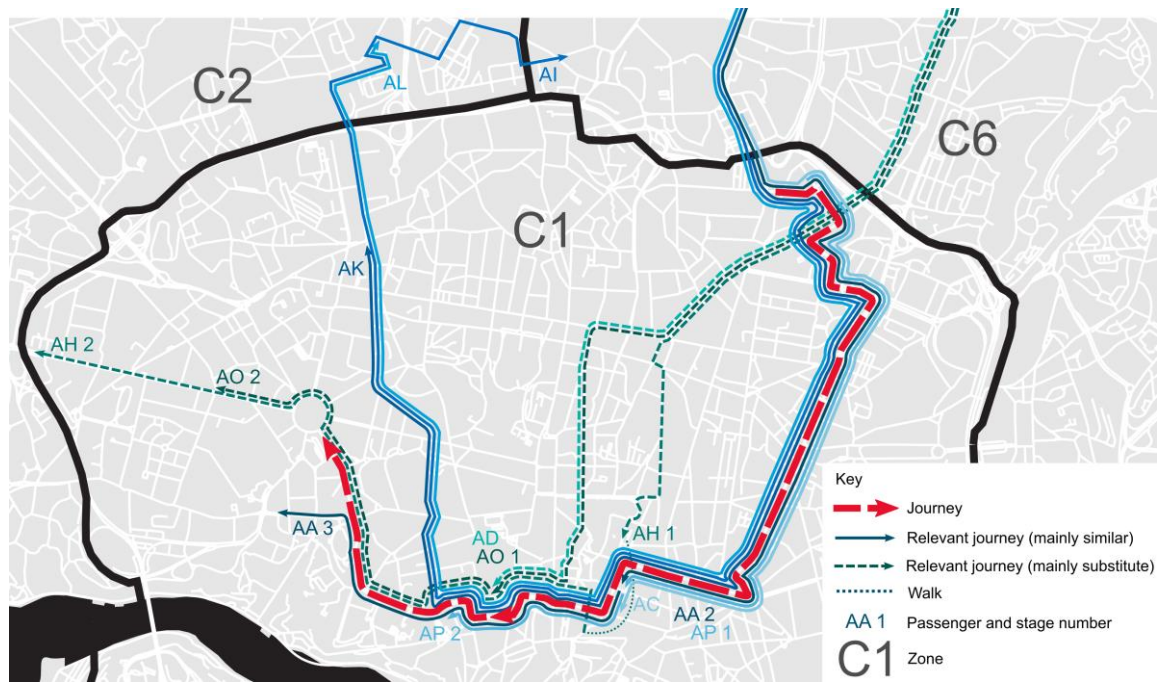 C2
AL
AI
C6
C1
AK
AH 2
AO 2
AA 3
AD
AO 1
AH 1
AC
AA 2
AP 2
AP 1
Key
Journey
Relevant journey (mainly similar)
Relevant journey (mainly substitute)
Walk
AA 1 Passenger and stage number
C1 Zone